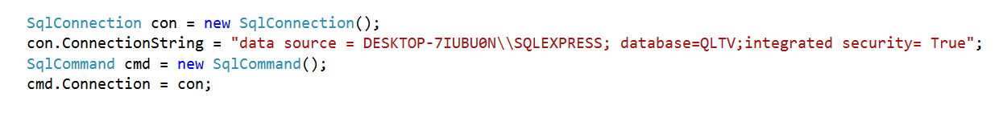 SqlConnection con = new SqlConnection();
con.ConnectionString = "data source = DESKTOP-7IUBU0N\\SQLEXPRESS; database=QLTV;integrated security= True";
SqlCommand cmd = new SqlCommand();
cmd.Connection = con;